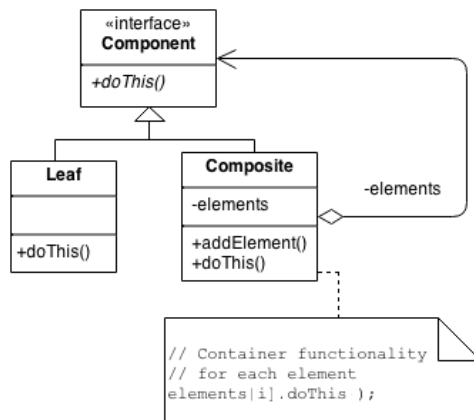 «interface»
Component
+doThis()
Leaf
+doThis()
Composite
-elements
+addElement()
+doThis()
-elements
// Container functionality
// for each element
elements|i].doThis );